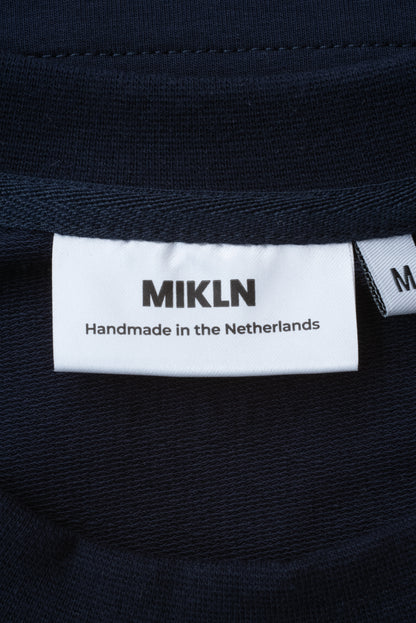 MIKLN
Handmade in the Netherlands
M